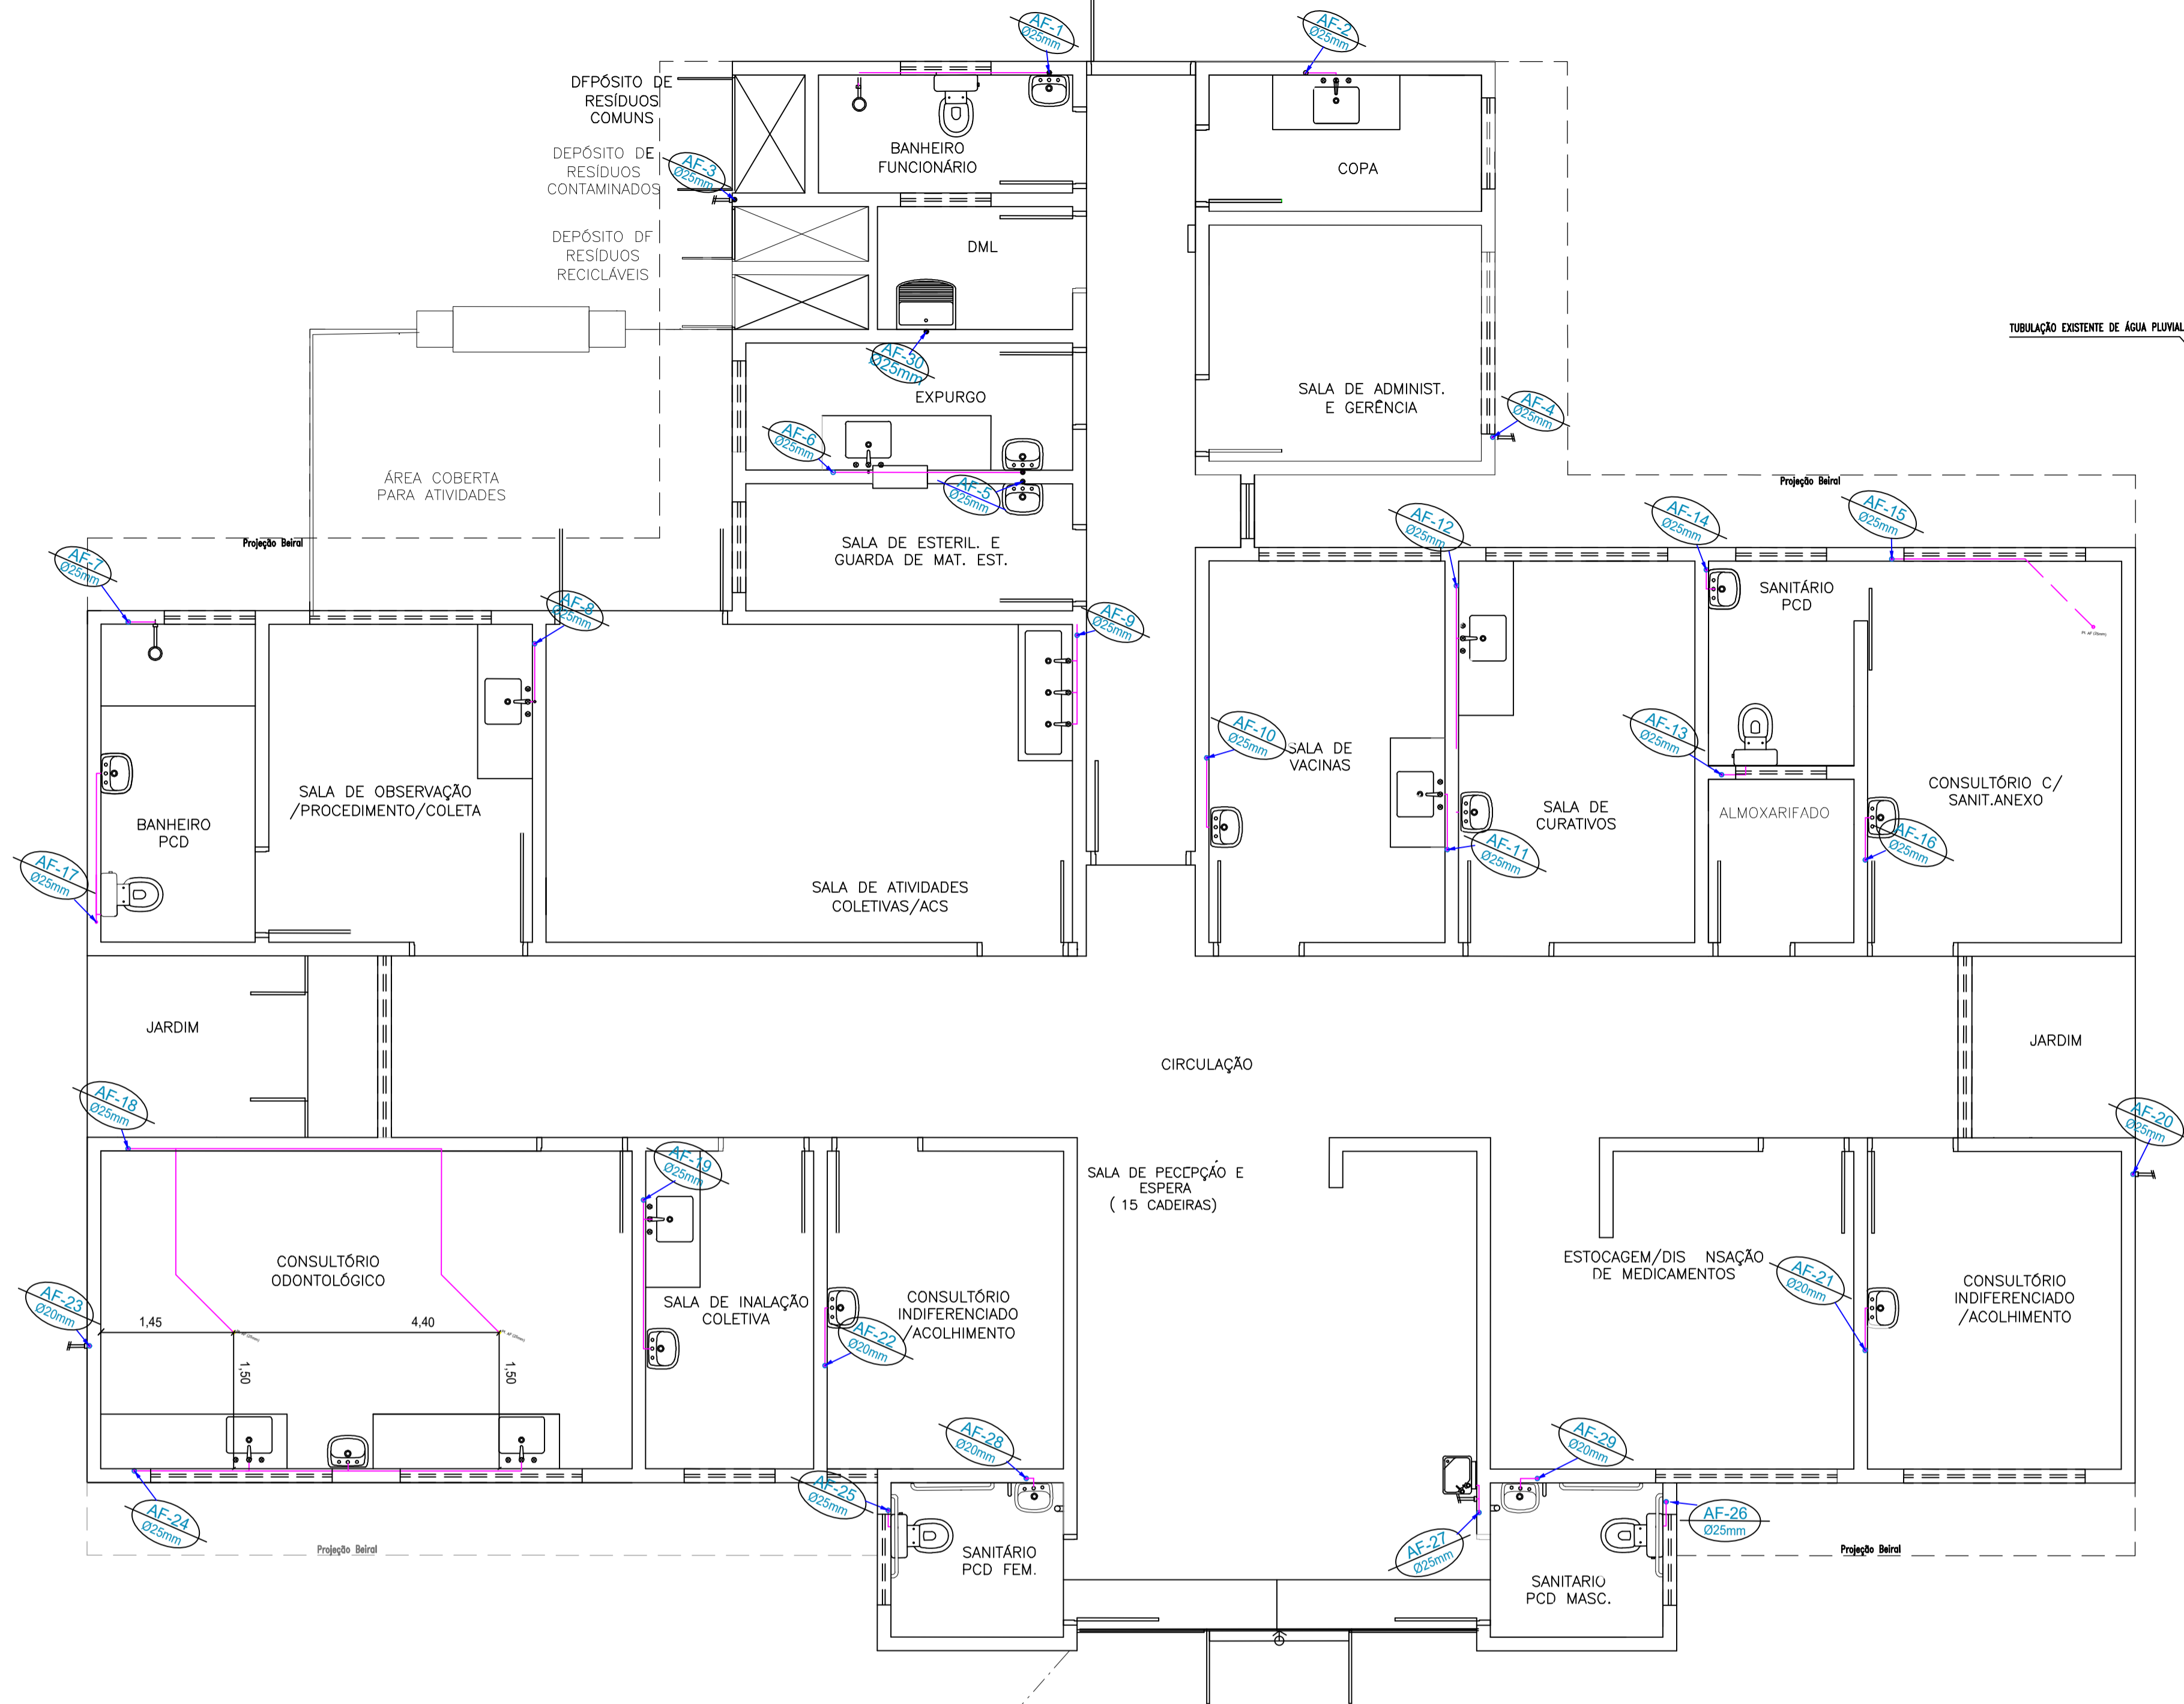 AF-1
Ø25mm
AF-2
Ø25mm
DFPÓSITO DE
RESÍDUOS
COMUNS
DEPÓSITO DE
RESÍDUOS
CONTAMINADOS
AF-3
Ø25mm
BANHEIRO
FUNCIONÁRIO
COPA
DEPÓSITO DF
RESÍDUOS
RECICLÁVEIS
DML
TUBULAÇÃO EXISTENTE DE ÁGUA PLUVIAL
AF-30
Ø25mm
EXPURGO
SALA DE ADMINIST.
E GERÊNCIA
AF-4
Ø25mm
AF-6
Ø25mm
ÁREA COBERTA
PARA ATIVIDADES
AF-5
Ø25mm
Projeção Beiral
Projeção Beiral
SALA DE ESTERIL. E
GUARDA DE MAT. EST.
AF-12
Ø25mm
AF-14
Ø25mm
AF-15
Ø25mm
AF-7
Ø25mm
AF-8
Ø25mm
AF-9
Ø25mm
SANITÁRIO
PCD
AF-10
Ø25mm
SALA DE
VACINAS
AF-13
Ø25mm
SALA DE OBSERVAÇÃO
/PROCEDIMENTO/COLETA
BANHEIRO
PCD
SALA DE
CURATIVOS
ALMOXARIFADO
CONSULTÓRIO C/
SANIT.ANEXO
AF-11
Ø25mm
AF-16
Ø25mm
AF-17
Ø25mm
SALA DE ATIVIDADES
COLETIVAS/ACS
JARDIM
CIRCULAÇÃO
JARDIM
AF-18
Ø25mm
AF-20
Ø25mm
AF-19
Ø25mm
SALA DE PECEPÇÃO E
ESPERA
( 15 CADEIRAS)
CONSULTÓRIO
ODONTOLÓGICO
ESTOCAGEM/DIS NSAÇÃO
DE MEDICAMENTOS
AF-21
Ø20mm
AF-23
Ø20mm
1,45
4,40
SALA DE INALAÇÃO
COLETIVA
CONSULTÓRIO
INDIFERENCIADO
/ACOLHIMENTO
AF-22
Ø20mm
CONSULTÓRIO
INDIFERENCIADO
/ACOLHIMENTO
1,50
1,50
AF-28
Ø20mm
AF-29
Ø20mm
AF-24
Ø25mm
AF-25
Ø25mm
AF-26
Ø25mm
AF-27
Ø25mm
Projeção Beiral
SANITÁRIO
PCD FEM.
SANITARIO
PCD MASC.
Projeção Beiral